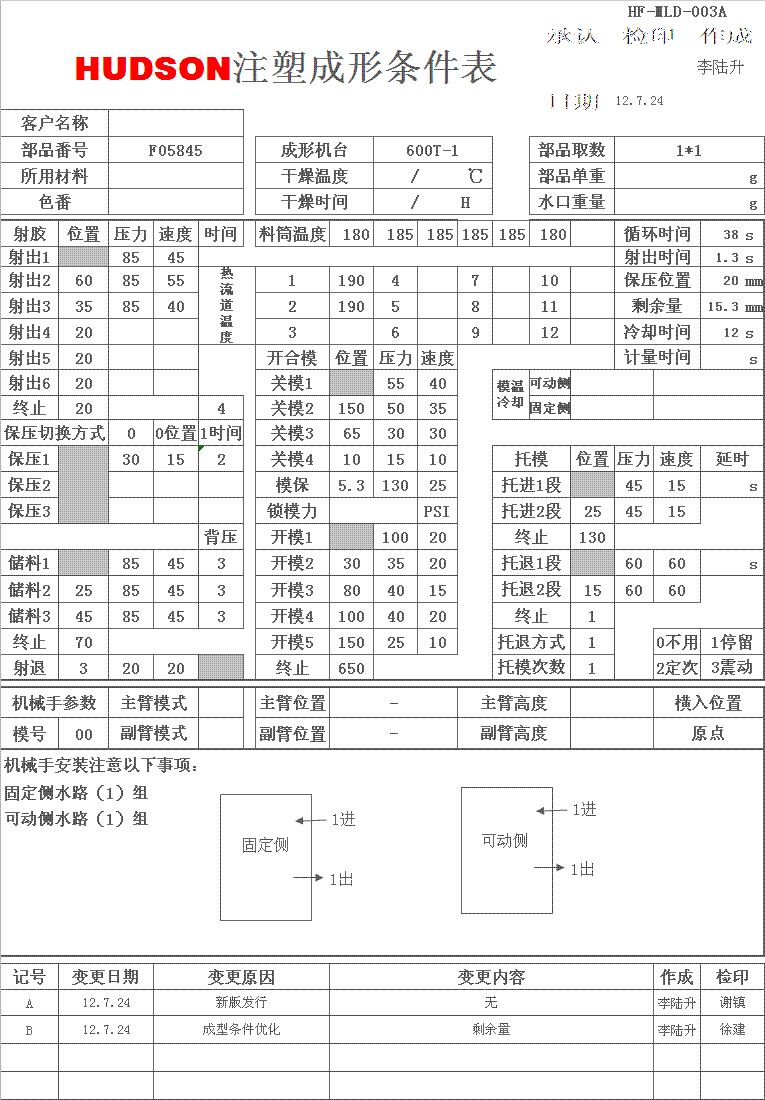 HF-MLD-003A
承认 检印 作成
HUDSON注塑成形条件表
李陆升
日期 12.7.24
客户名称
部品番号 F05845 成形机台 600T-1 部品取数 1*1
所用材料 干燥温度 / ℃ 部品单重 g
色番 干燥时间 / H 水口重量 g
射胶 位置 压力 速度 时间 料筒温度 180 185 185 185 185 180 循环时间 38 s
射出1 85 45 射出时间 1.3 s
射出2 60 85 55 热流道温度 1 190 4 7 10 保压位置 20 mm
射出3 35 85 40 2 190 5 8 11 剩余量 15.3 mm
射出4 20 3 6 9 12 冷却时间 12 s
射出5 20 开合模 位置 压力 速度 计量时间 s
射出6 20 关模1 55 40 模温冷却 可动侧
终止 20 4 关模2 150 50 35 固定侧
保压切换方式 0 0位置 1时间 关模3 65 30 30
保压1 30 15 2 关模4 10 15 10 托模 位置 压力 速度 延时
保压2 模保 5.3 130 25 托进1段 45 15 s
保压3 锁模力 PSI 托进2段 25 45 15
背压 开模1 100 20 终止 130
储料1 85 45 3 开模2 30 35 20 托退1段 60 60 s
储料2 25 85 45 3 开模3 80 40 15 托退2段 15 60 60
储料3 45 85 45 3 开模4 100 40 20 终止 1
终止 70 开模5 150 25 10 托退方式 1 0不用 1停留
射退 3 20 20 终止 650 托模次数 1 2定次 3震动
机械手参数 主臂模式 主臂位置 - 主臂高度 横入位置
模号 00 副臂模式 副臂位置 - 副臂高度 原点
机械手安装注意以下事项:
固定侧水路（1）组
可动侧水路（1）组
固定侧 1进 1出
可动侧 1进 1出
记号 变更日期 变更原因 变更内容 作成 检印
A 12.7.24 新版发行 无 李陆升 谢镇
B 12.7.24 成型条件优化 剩余量 李陆升 徐建